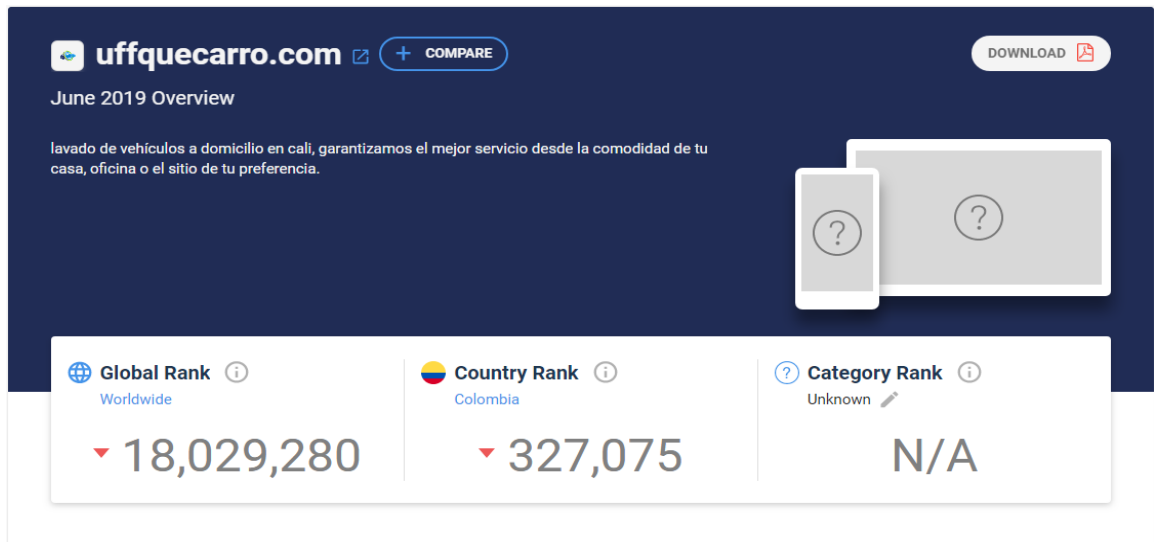 uffquecarro.com + COMPARE
DOWNLOAD
June 2019 Overview
lavado de vehículos a domicilio en cali, garantizamos el mejor servicio desde la comodidad de tu
casa, oficina o el sitio de tu preferencia.
? ?
Global Rank i
Worldwide
18,029,280
Country Rank i
Colombia
327,075
? Category Rank i
Unknown
N/A